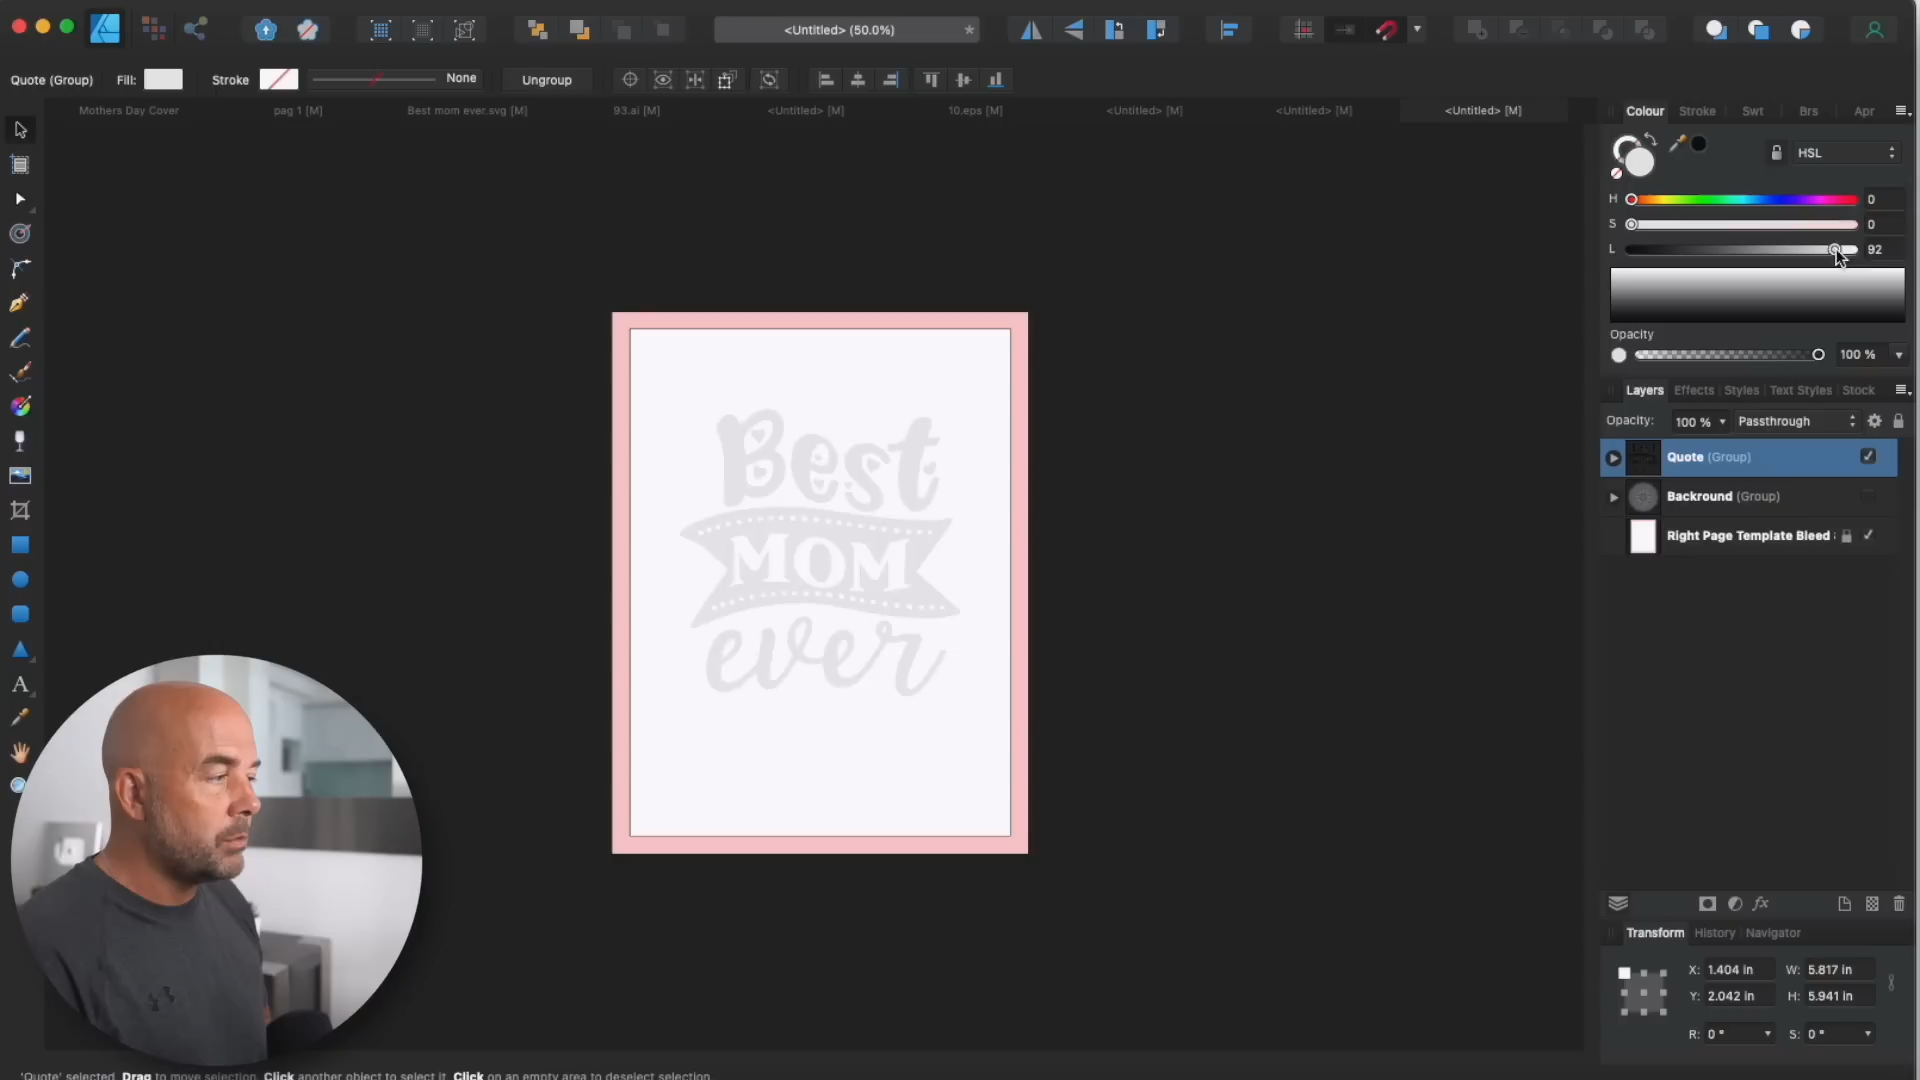 <Untitled> (50.0%)
*
Quote (Group)
Fill:
Stroke
None
Ungroup
Mothers Day Cover
pag 1 [M]
Best mom ever.svg [M]
93.ai [M]
<Untitled> [M]
10.eps [M]
<Untitled> [M]
<Untitled> [M]
<Untitled> [M]
Colour
Stroke
Swt
Brs
Apr
HSL
H
0
S
0
L
92
Opacity
100 %
Layers
Effects
Styles
Text Styles
Stock
Opacity:
100 %
Passthrough
Quote (Group)
Backround (Group)
Right Page Template Bleed
Best
MOM
ever
fx
A
Transform
History
Navigator
X: 1.404 in
W: 5.817 in
Y: 2.042 in
H: 5.941 in
R: 0 °
S: 0 °
'Quote' selected. Drag to move selection. Click another object to select it. Click on an empty area to deselect selection.